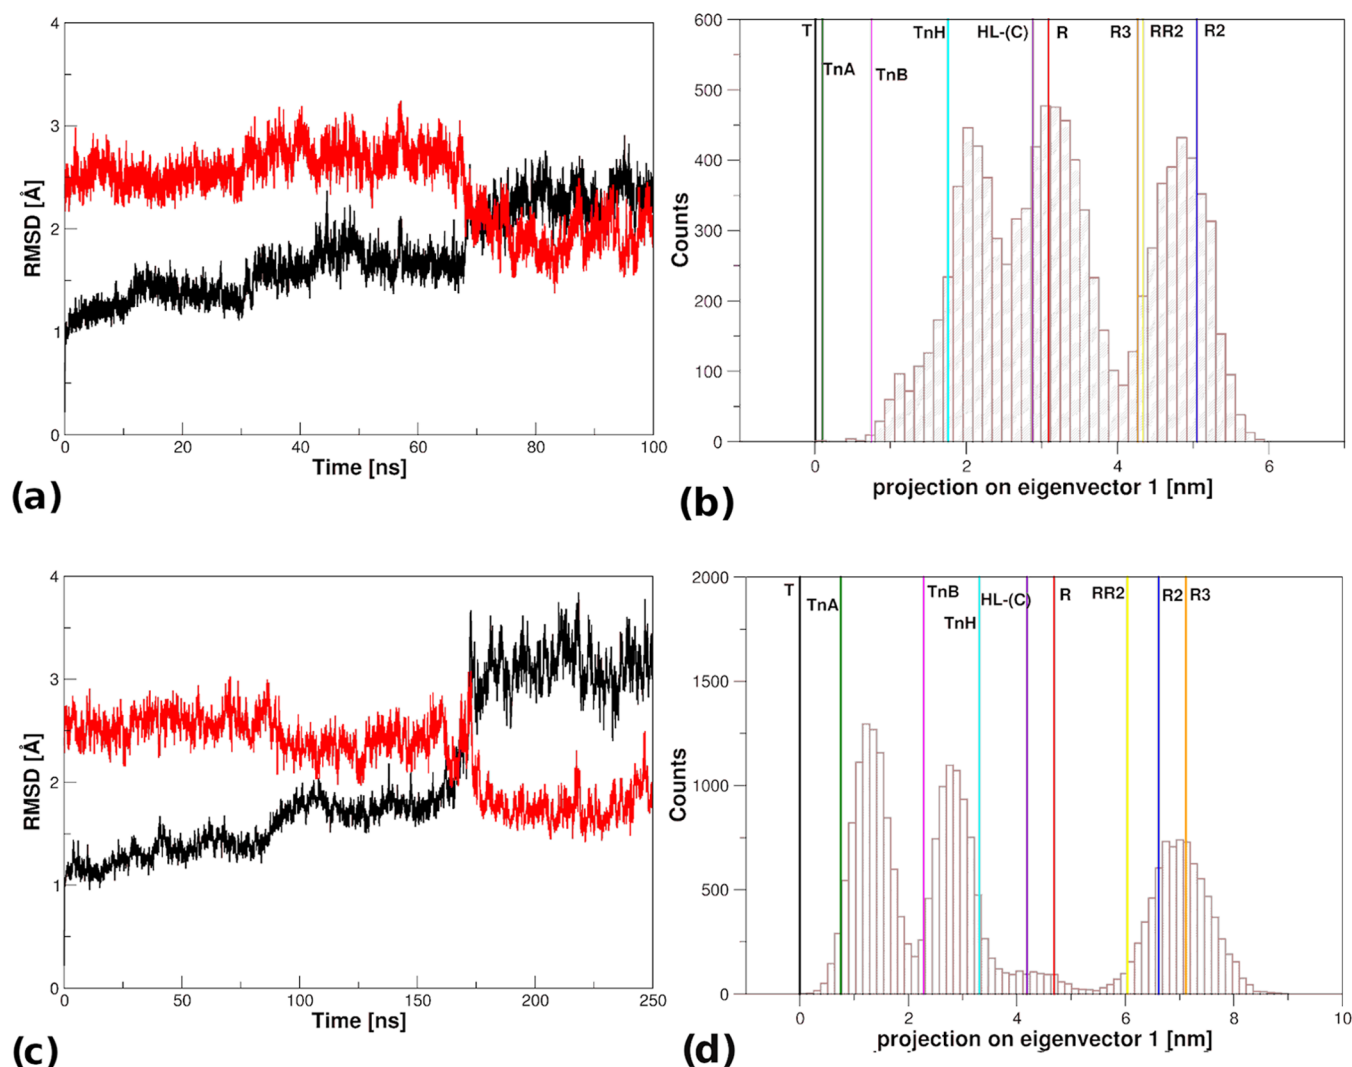 4
3
2
1
0
RMSD [Å]
0 20 40 60 80 100
Time [ns]
(a)
600
500
400
300
200
100
0
Counts
T TnH HL-(C) R R3 RR2 R2
TnA TnB
0 2 4 6
projection on eigenvector 1 [nm]
(b)
4
3
2
1
0
RMSD [Å]
0 50 100 150 200 250
Time [ns]
(c)
2000
1500
1000
500
0
Counts
T TnB RR2
TnA HL-(C) R R2 R3
TnH
0 2 4 6 8 10
projection on eigenvector 1 [nm]
(d)